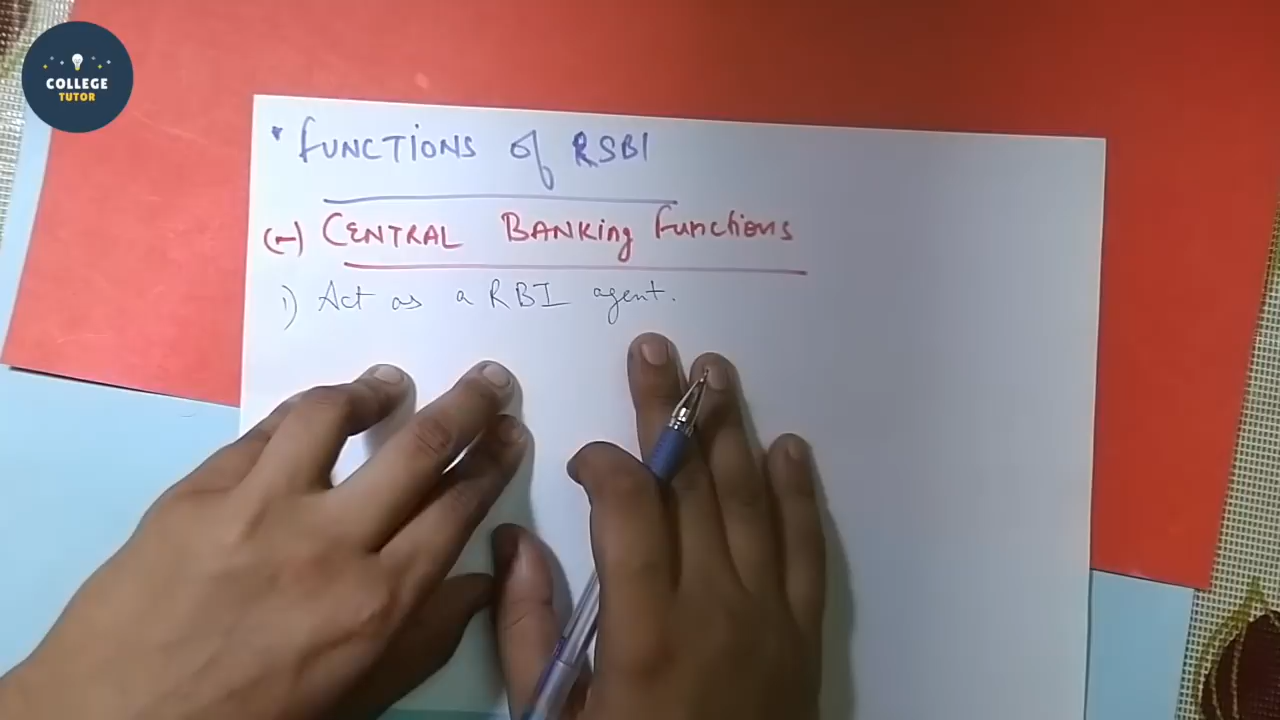 COLLEGE
TUTOR
• FUNCTIONS of RSBI
(-) CENTRAL BANKing functions
1) Act as a RBI agent.